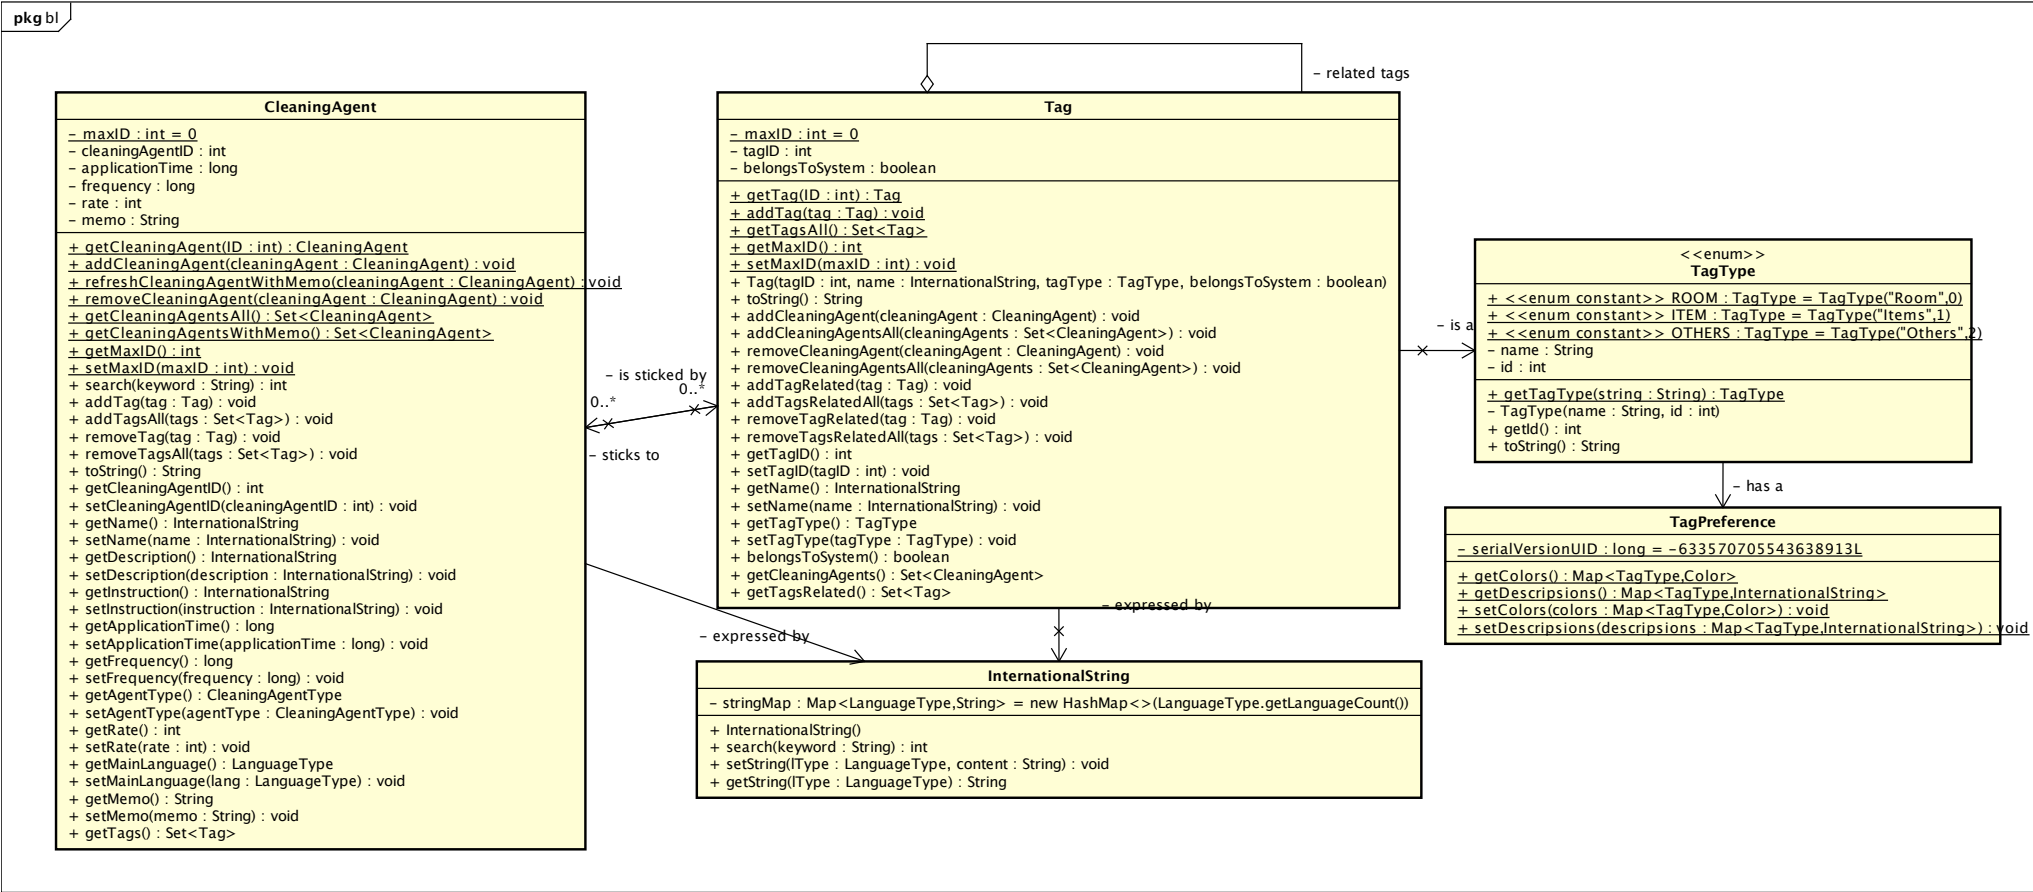 pkg bl
CleaningAgent
– maxID : int = 0
– cleaningAgentID : int
– applicationTime : long
– frequency : long
– rate : int
– memo : String
+ getCleaningAgent(ID : int) : CleaningAgent
+ addCleaningAgent(cleaningAgent : CleaningAgent) : void
+ refreshCleaningAgentWithMemo(cleaningAgent : CleaningAgent) : void
+ removeCleaningAgent(cleaningAgent : CleaningAgent) : void
+ getCleaningAgentsAll() : Set<CleaningAgent>
+ getCleaningAgentsWithMemo() : Set<CleaningAgent>
+ getMaxID() : int
+ setMaxID(maxID : int) : void
+ search(keyword : String) : int
+ addTag(tag : Tag) : void
+ addTagsAll(tags : Set<Tag>) : void
+ removeTag(tag : Tag) : void
+ removeTagsAll(tags : Set<Tag>) : void
+ toString() : String
+ getCleaningAgentID() : int
+ setCleaningAgentID(cleaningAgentID : int) : void
+ getName() : InternationalString
+ setName(name : InternationalString) : void
+ getDescription() : InternationalString
+ setDescription(description : InternationalString) : void
+ getInstruction() : InternationalString
+ setInstruction(instruction : InternationalString) : void
+ getApplicationTime() : long
+ setApplicationTime(applicationTime : long) : void
+ getFrequency() : long
+ setFrequency(frequency : long) : void
+ getAgentType() : CleaningAgentType
+ setAgentType(agentType : CleaningAgentType) : void
+ getRate() : int
+ setRate(rate : int) : void
+ getMainLanguage() : LanguageType
+ setMainLanguage(lang : LanguageType) : void
+ getMemo() : String
+ setMemo(memo : String) : void
+ getTags() : Set<Tag>
– is sticked by
0..*
0..*
– sticks to
– expressed by
– related tags
Tag
– maxID : int = 0
– tagID : int
– belongsToSystem : boolean
+ getTag(ID : int) : Tag
+ addTag(tag : Tag) : void
+ getTagsAll() : Set<Tag>
+ getMaxID() : int
+ setMaxID(maxID : int) : void
+ Tag(tagID : int, name : InternationalString, tagType : TagType, belongsToSystem : boolean)
+ toString() : String
+ addCleaningAgent(cleaningAgent : CleaningAgent) : void
+ addCleaningAgentsAll(cleaningAgents : Set<CleaningAgent>) : void
+ removeCleaningAgent(cleaningAgent : CleaningAgent) : void
+ removeCleaningAgentsAll(cleaningAgents : Set<CleaningAgent>) : void
+ addTagRelated(tag : Tag) : void
+ addTagsRelatedAll(tags : Set<Tag>) : void
+ removeTagRelated(tag : Tag) : void
+ removeTagsRelatedAll(tags : Set<Tag>) : void
+ getTagID() : int
+ setTagID(tagID : int) : void
+ getName() : InternationalString
+ setName(name : InternationalString) : void
+ getTagType() : TagType
+ setTagType(tagType : TagType) : void
+ belongsToSystem() : boolean
+ getCleaningAgents() : Set<CleaningAgent>
+ getTagsRelated() : Set<Tag>
– expressed by
InternationalString
– stringMap : Map<LanguageType,String> = new HashMap<>(LanguageType.getLanguageCount())
+ InternationalString()
+ search(keyword : String) : int
+ setString(lType : LanguageType, content : String) : void
+ getString(lType : LanguageType) : String
– is a
<<enum>>
TagType
+ <<enum constant>> ROOM : TagType = TagType("Room",0)
+ <<enum constant>> ITEM : TagType = TagType("Items",1)
+ <<enum constant>> OTHERS : TagType = TagType("Others",2)
– name : String
– id : int
+ getTagType(string : String) : TagType
– TagType(name : String, id : int)
+ getId() : int
+ toString() : String
– has a
TagPreference
– serialVersionUID : long = –633570705543638913L
+ getColors() : Map<TagType,Color>
+ getDescripsions() : Map<TagType,InternationalString>
+ setColors(colors : Map<TagType,Color>) : void
+ setDescripsions(descripsions : Map<TagType,InternationalString>) : void